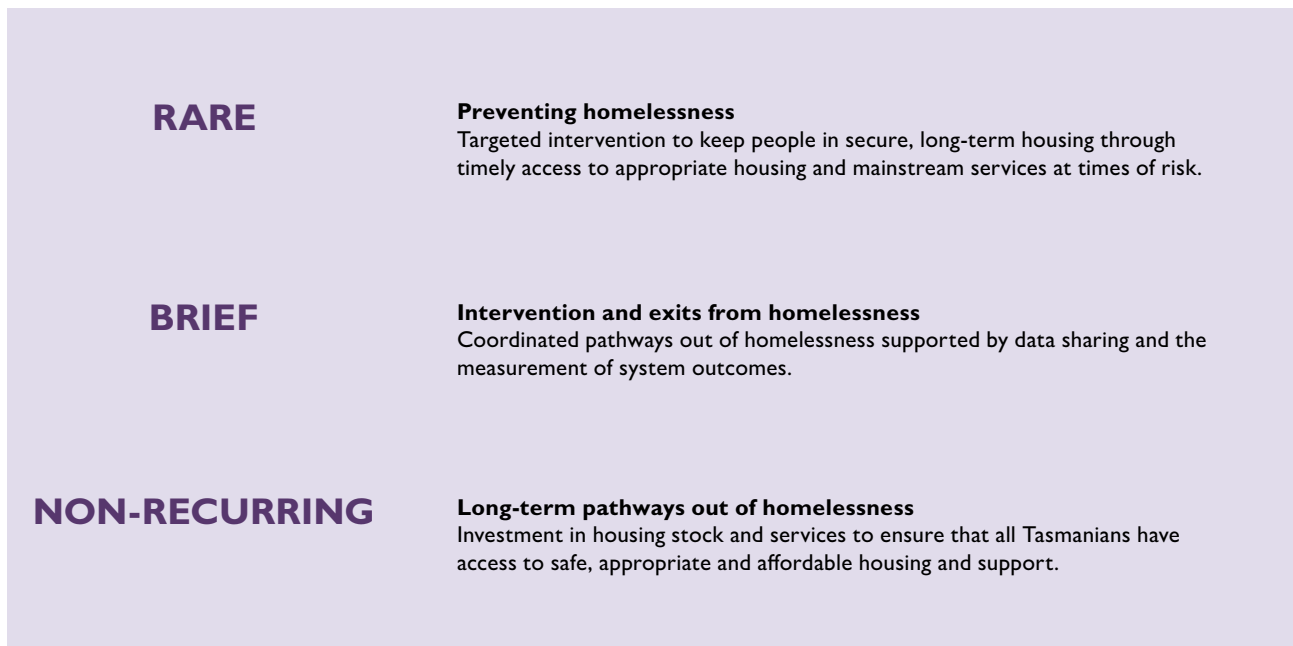 RARE
Preventing homelessness
Targeted intervention to keep people in secure, long-term housing through
timely access to appropriate housing and mainstream services at times of risk.
BRIEF
Intervention and exits from homelessness
Coordinated pathways out of homelessness supported by data sharing and the
measurement of system outcomes.
NON-RECURRING
Long-term pathways out of homelessness
Investment in housing stock and services to ensure that all Tasmanians have
access to safe, appropriate and affordable housing and support.